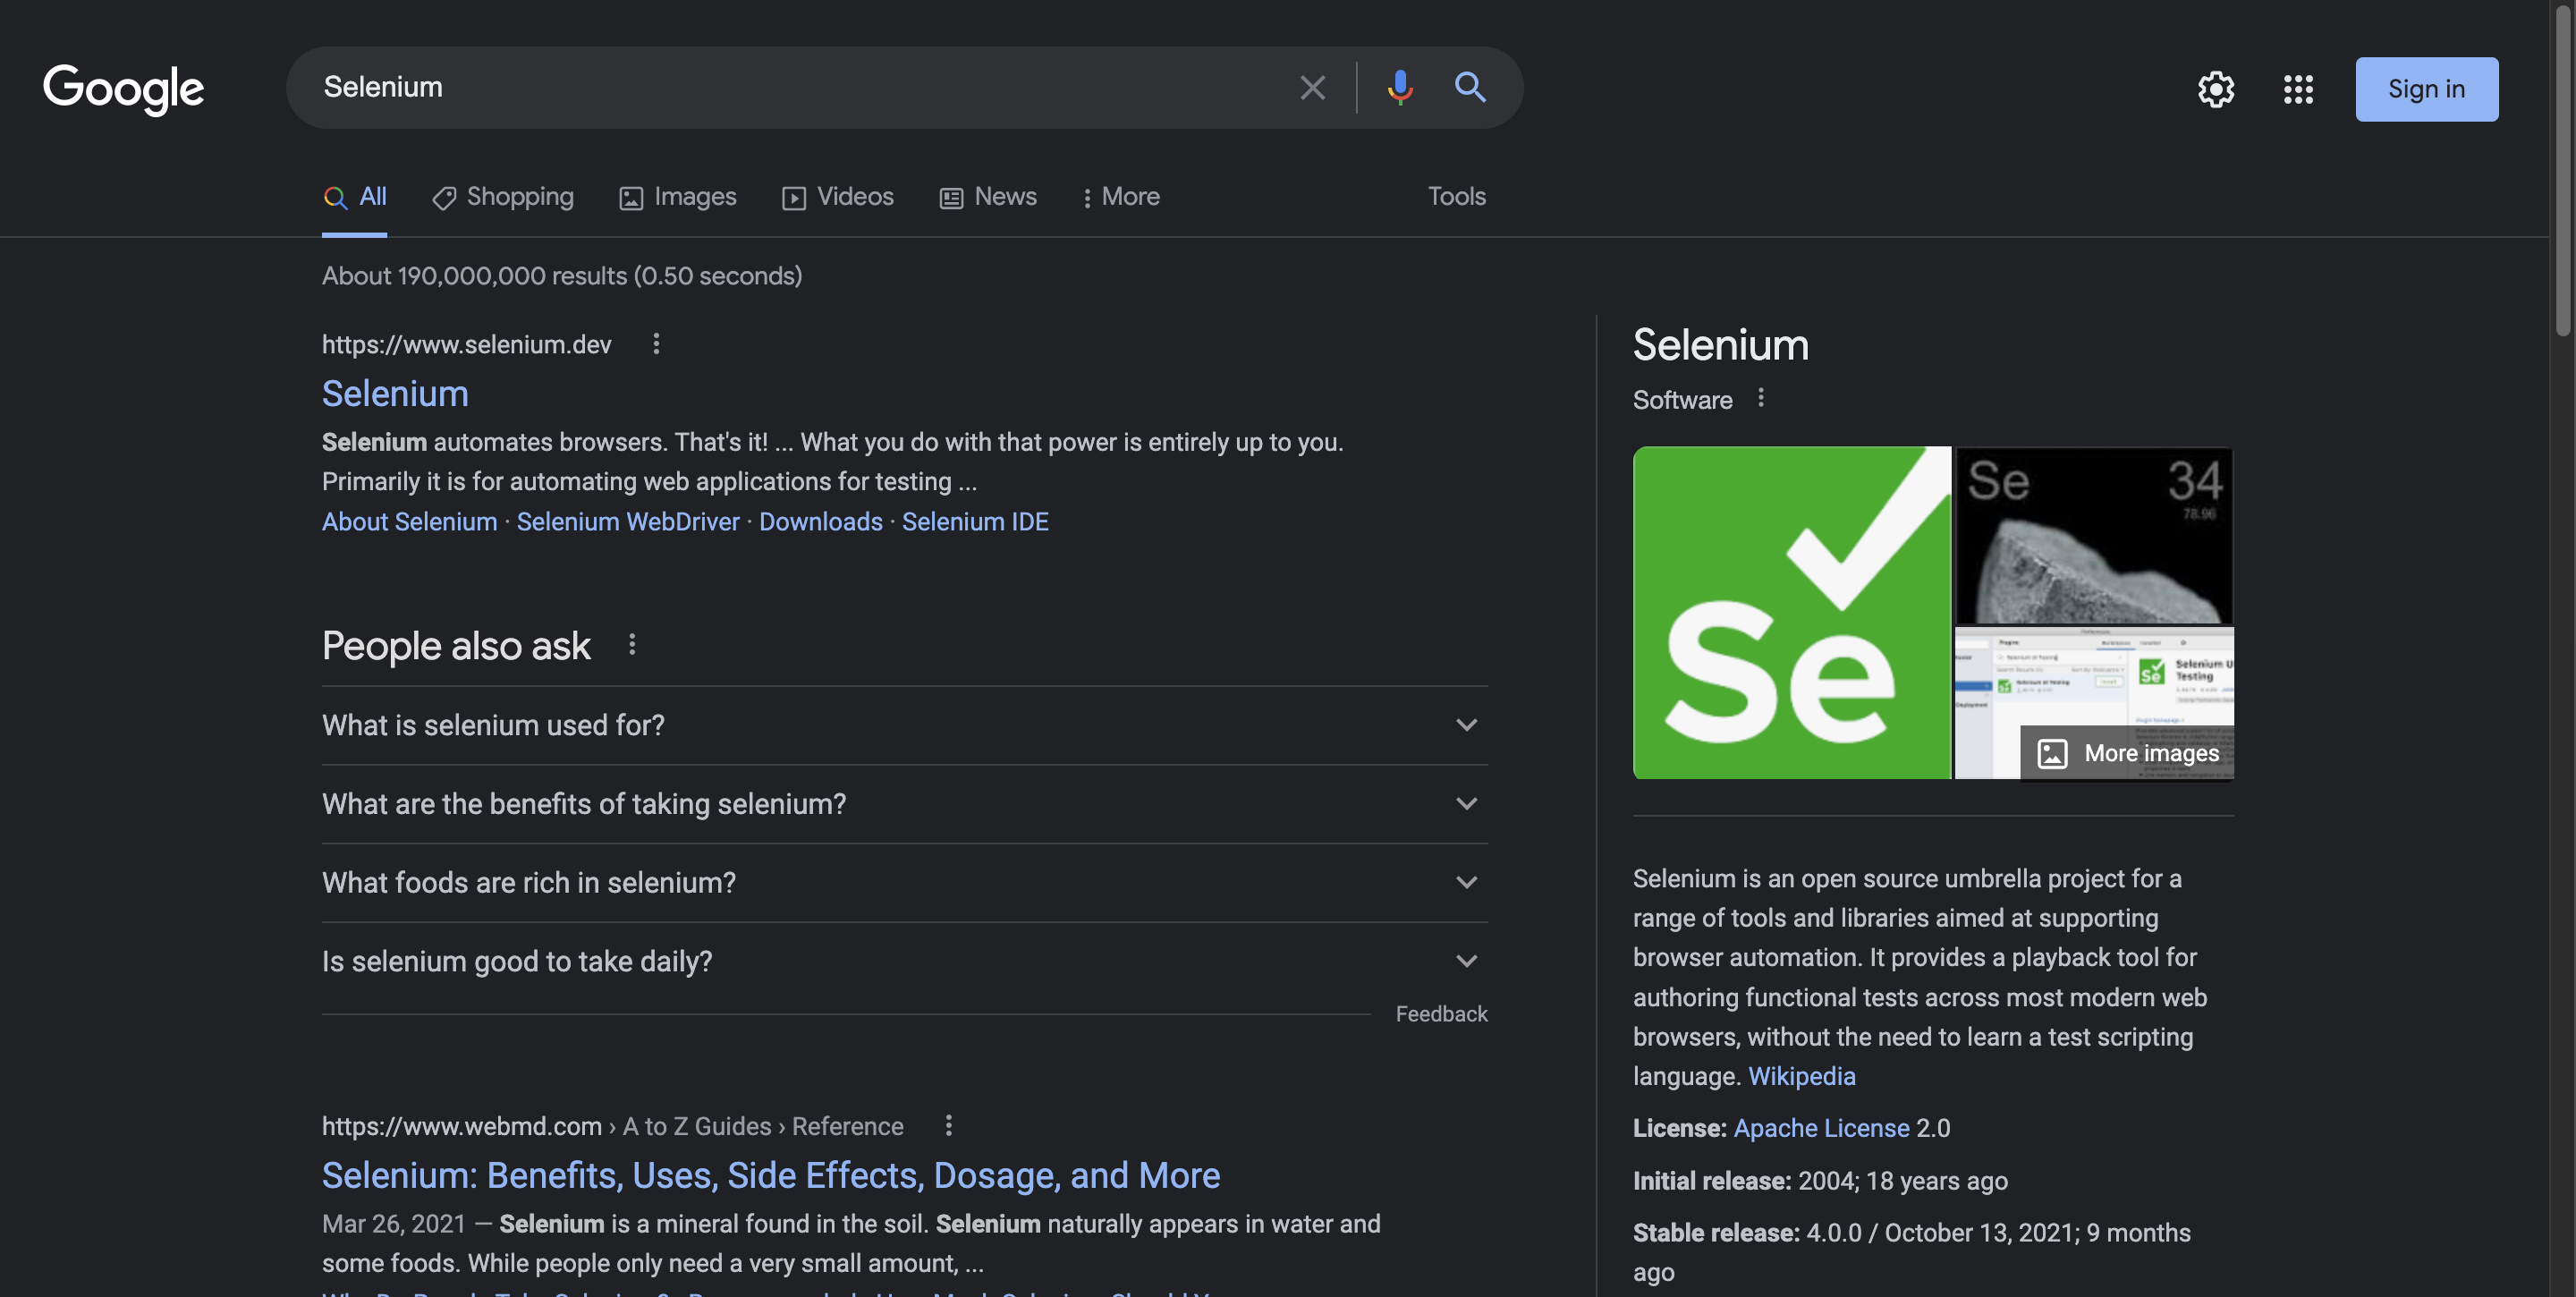 Google
Selenium
Sign in
All
Shopping
Images
Videos
News
More
Tools
About 190,000,000 results (0.50 seconds)
https://www.selenium.dev
Selenium
Selenium automates browsers. That's it! ... What you do with that power is entirely up to you.
Primarily it is for automating web applications for testing ...
About Selenium · Selenium WebDriver · Downloads · Selenium IDE
People also ask
What is selenium used for?
What are the benefits of taking selenium?
What foods are rich in selenium?
Is selenium good to take daily?
Feedback
https://www.webmd.com › A to Z Guides › Reference
Selenium: Benefits, Uses, Side Effects, Dosage, and More
Mar 26, 2021 — Selenium is a mineral found in the soil. Selenium naturally appears in water and
some foods. While people only need a very small amount, ...
Selenium
Software
Se
Se 34
78.96
Selenium U
Testing
Se
More images
Selenium is an open source umbrella project for a
range of tools and libraries aimed at supporting
browser automation. It provides a playback tool for
authoring functional tests across most modern web
browsers, without the need to learn a test scripting
language. Wikipedia
License: Apache License 2.0
Initial release: 2004; 18 years ago
Stable release: 4.0.0 / October 13, 2021; 9 months
ago